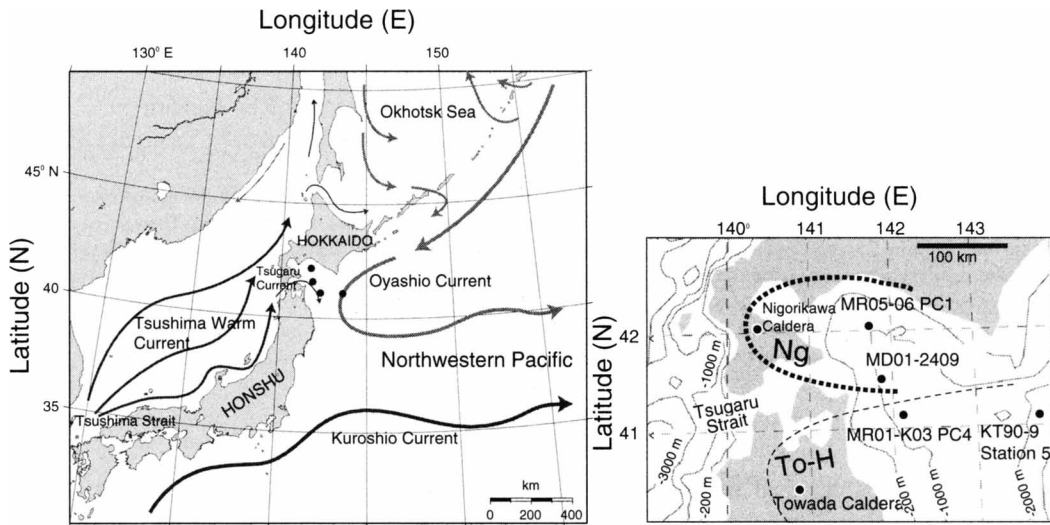 Longitude (E)
130° E
140
150
Okhotsk Sea
45° N
HOKKAIDO
Tsugaru
Current
Oyashio Current
Latitude (N)
40
Tsushima Warm
Current
Northwestern Pacific
HONSHU
35
Tsushima Strait
Kuroshio Current
km
0 200 400
Longitude (E)
140°
141
142
143
100 km
MR05-06 PC1
Nigorikawa
Caldera
42
Ng
-1000 m
MD01-2409
Latitude (N)
Tsugaru
Strait
41
MR01-K03 PC4
KT90-9
Station 5
-3000 m
To-H
-200 m
Towada Caldera
-200 m
-1000 m
-2000 m